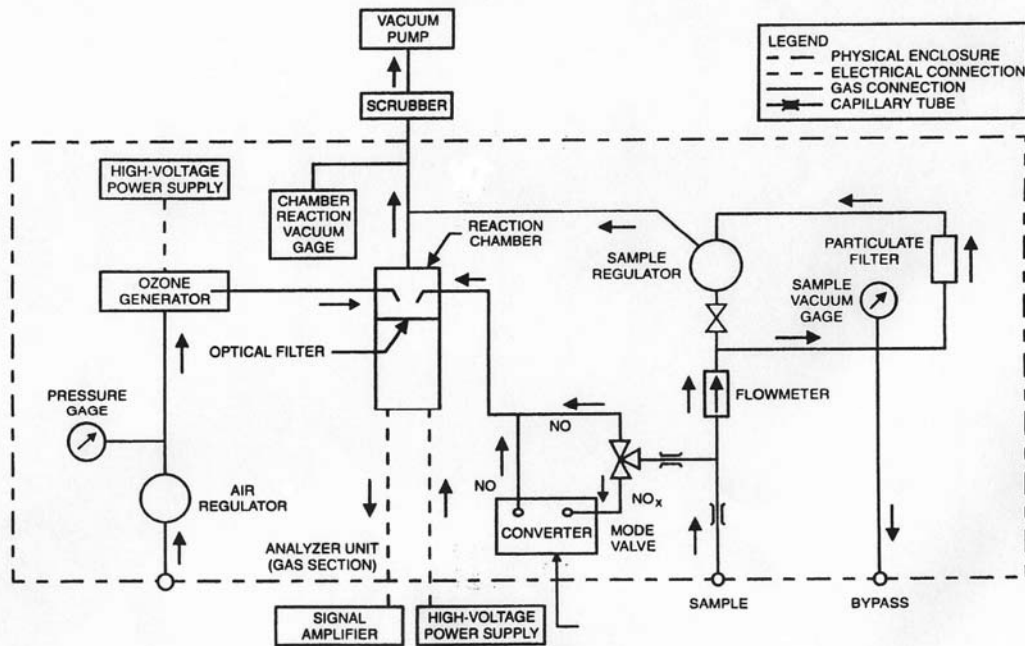 VACUUM
PUMP
SCRUBBER
LEGEND
PHYSICAL ENCLOSURE
ELECTRICAL CONNECTION
GAS CONNECTION
CAPILLARY TUBE
HIGH-VOLTAGE
POWER SUPPLY
CHAMBER
REACTION
VACUUM
GAGE
REACTION
CHAMBER
SAMPLE
REGULATOR
PARTICULATE
FILTER
SAMPLE
VACUUM
GAGE
OZONE
GENERATOR
OPTICAL FILTER
FLOWMETER
PRESSURE
GAGE
AIR
REGULATOR
NO
NO
NOx
CONVERTER
MODE
VALVE
ANALYZER UNIT
(GAS SECTION)
SIGNAL
AMPLIFIER
HIGH-VOLTAGE
POWER SUPPLY
SAMPLE
BYPASS